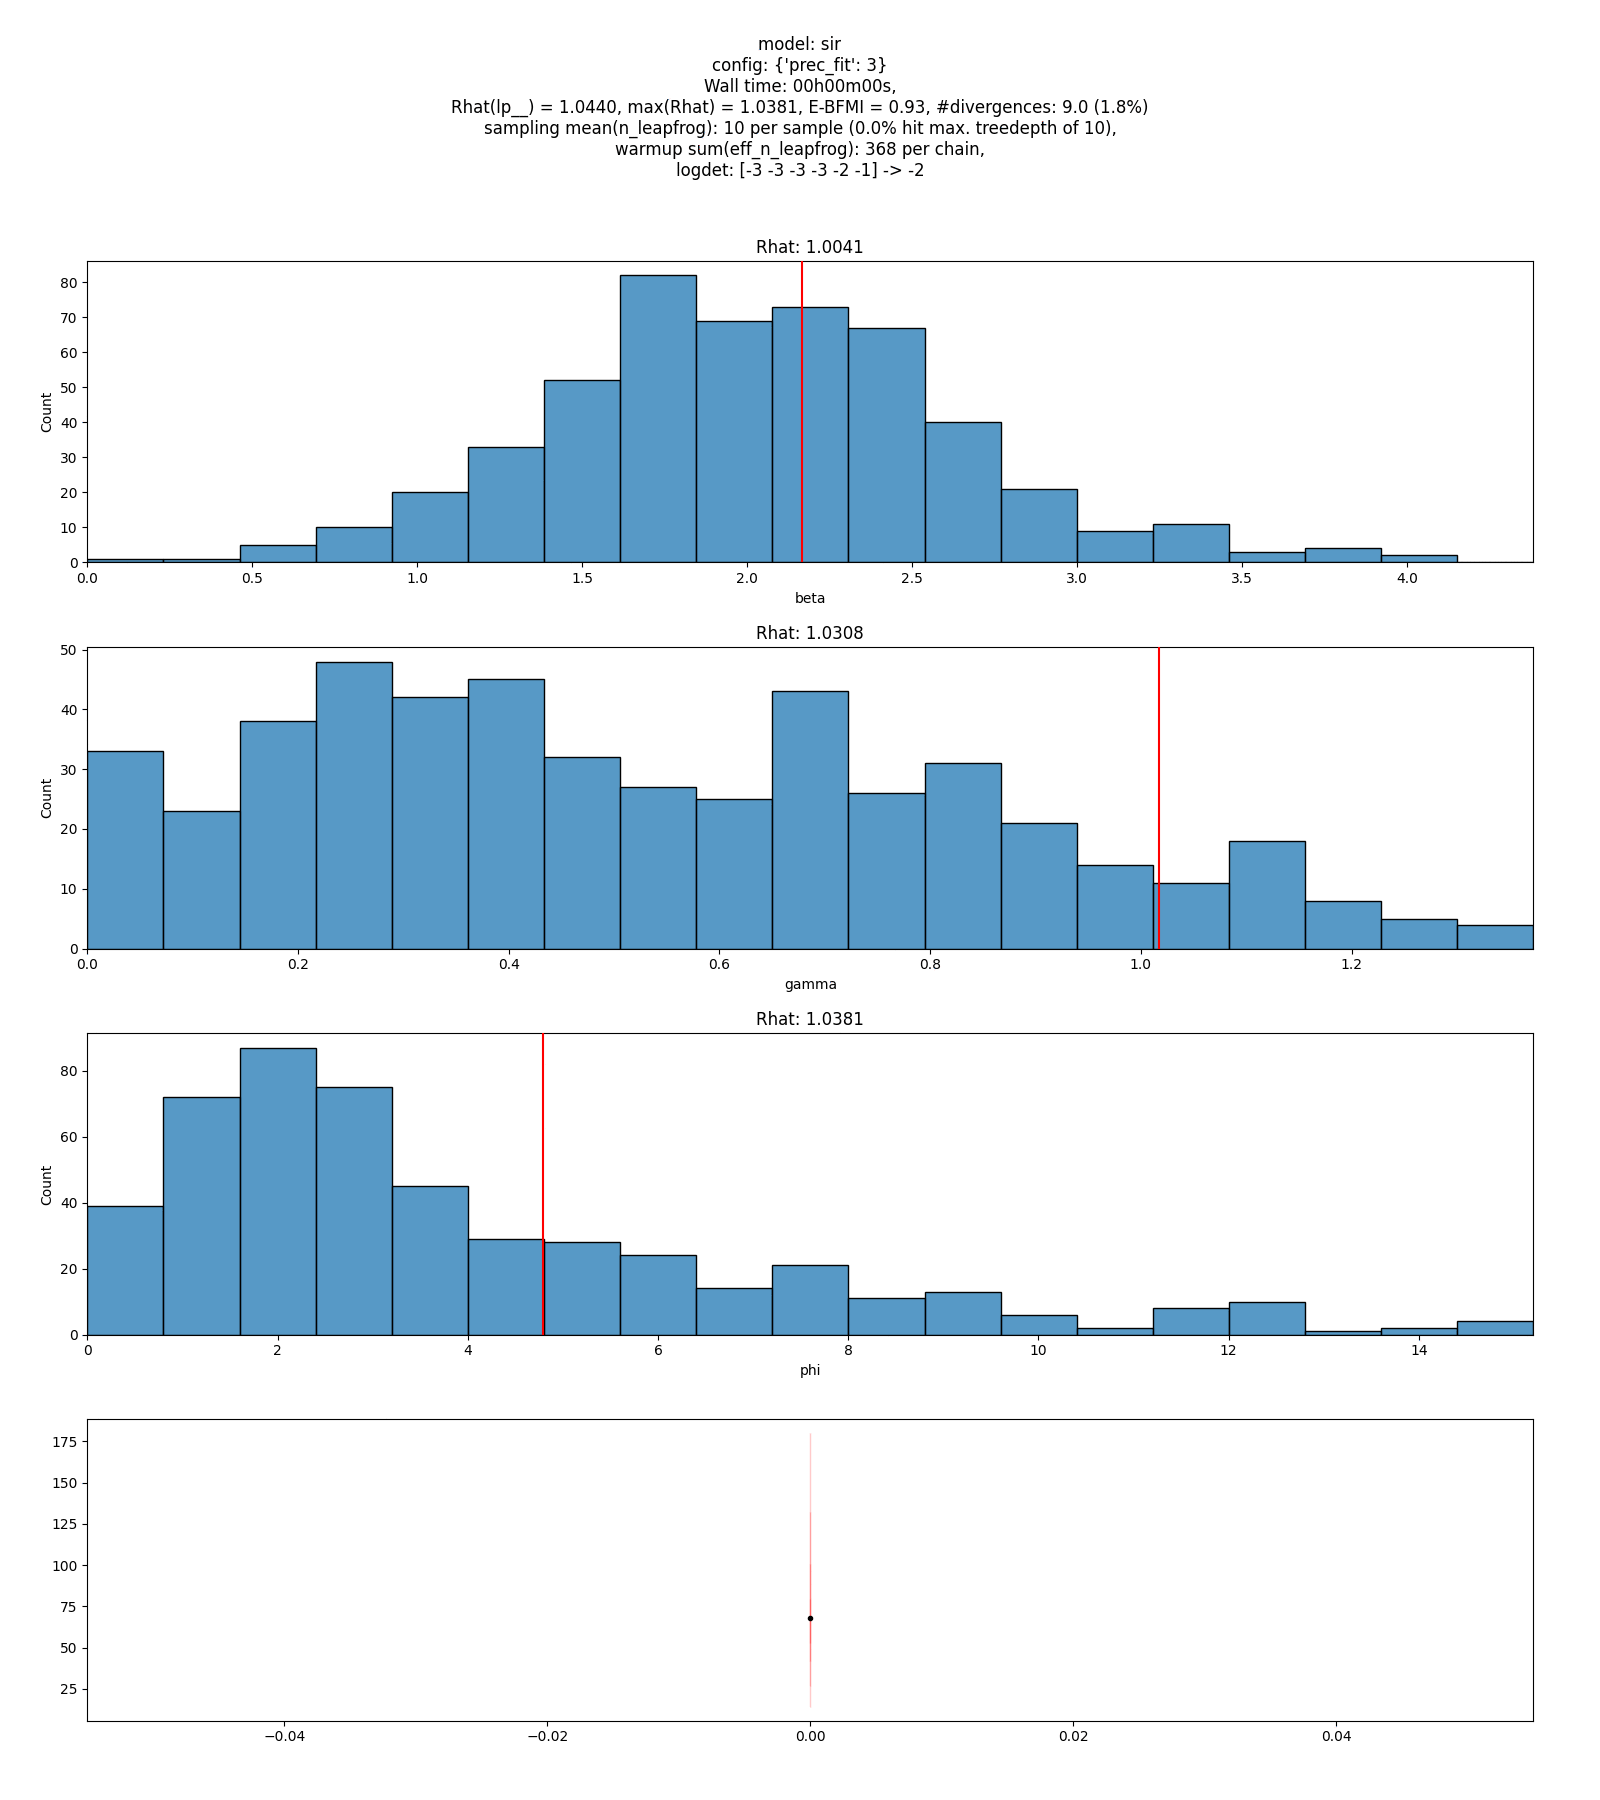 model: sir
config: {'prec_fit': 3}
Wall time: 00h00m00s,
Rhat(lp__) = 1.0440, max(Rhat) = 1.0381, E-BFMI = 0.93, #divergences: 9.0 (1.8%)
sampling mean(n_leapfrog): 10 per sample (0.0% hit max. treedepth of 10),
warmup sum(eff_n_leapfrog): 368 per chain,
logdet: [-3 -3 -3 -3 -2 -1] -> -2
Rhat: 1.0041
80
70
60
50
40
30
20
10
0
Count
0.0 0.5 1.0 1.5 2.0 2.5 3.0 3.5 4.0
beta
Rhat: 1.0308
50
40
30
20
10
0
Count
0.0 0.2 0.4 0.6 0.8 1.0 1.2
gamma
Rhat: 1.0381
80
60
40
20
0
Count
0 2 4 6 8 10 12 14
phi
175
150
125
100
75
50
25
−0.04 −0.02 0.00 0.02 0.04